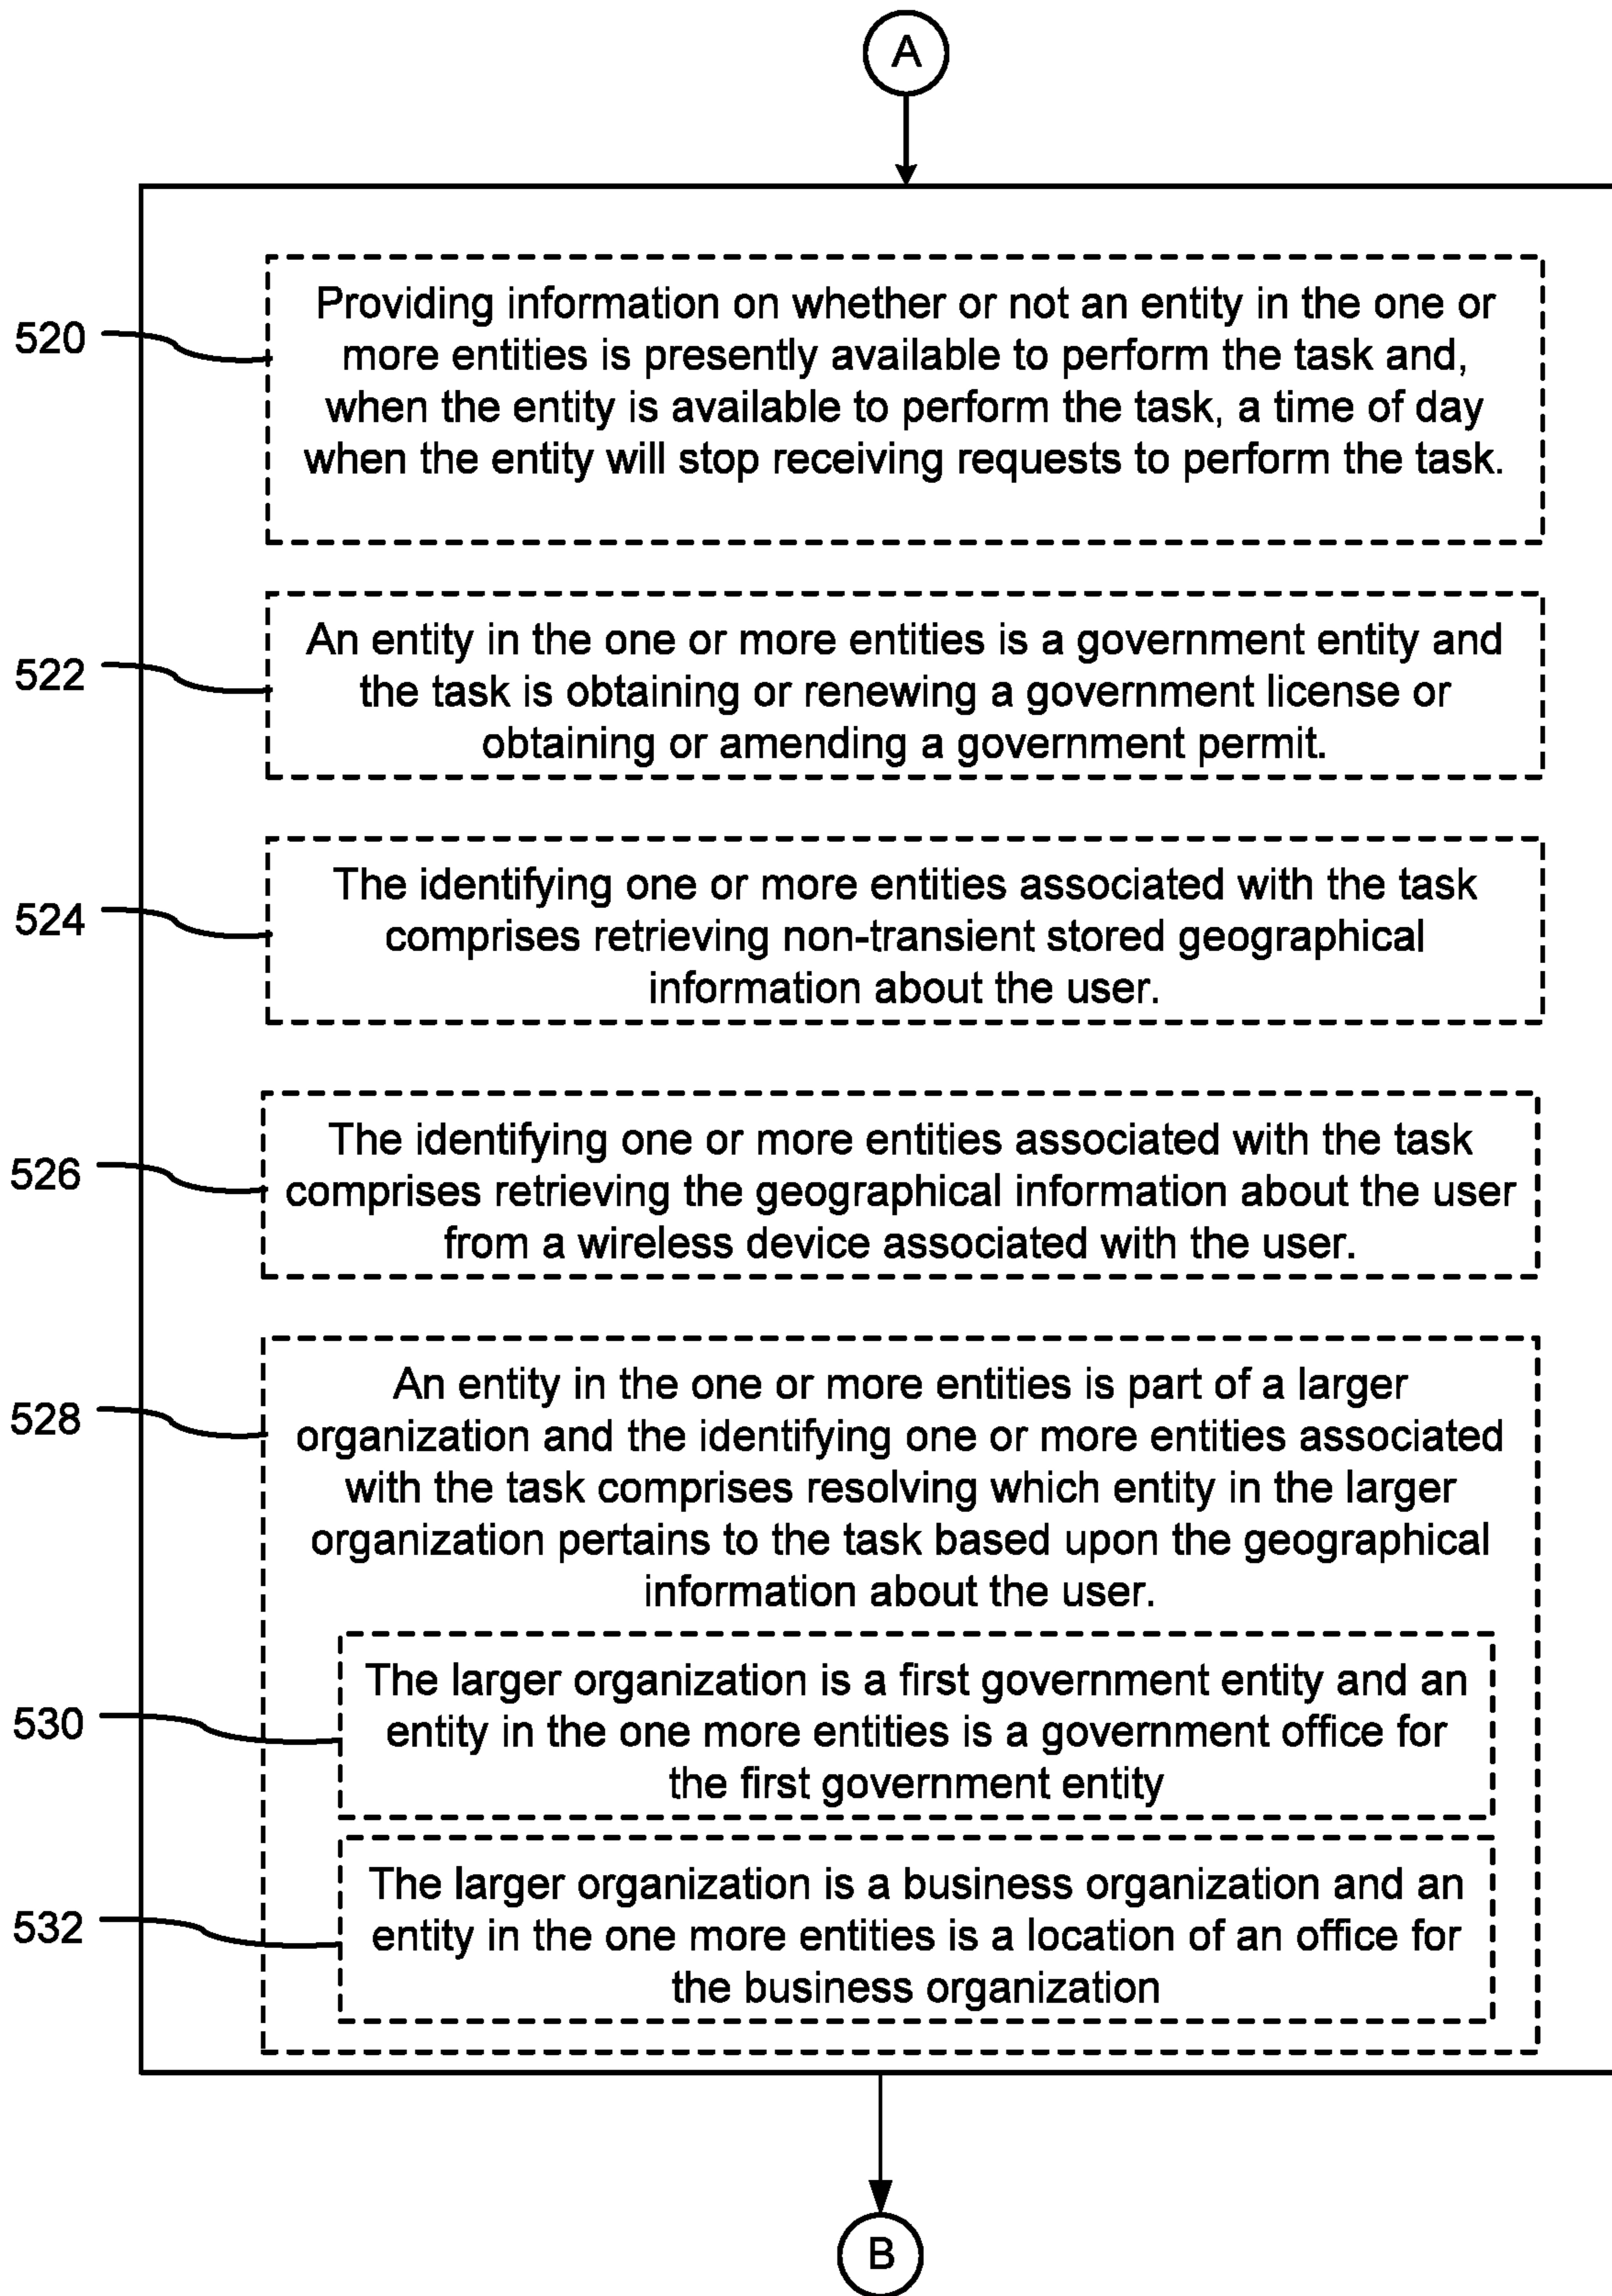 A
520
Providing information on whether or not an entity in the one or
more entities is presently available to perform the task and,
when the entity is available to perform the task, a time of day
when the entity will stop receiving requests to perform the task.
522
An entity in the one or more entities is a government entity and
the task is obtaining or renewing a government license or
obtaining or amending a government permit.
524
The identifying one or more entities associated with the task
comprises retrieving non-transient stored geographical
information about the user.
526
The identifying one or more entities associated with the task
comprises retrieving the geographical information about the user
from a wireless device associated with the user.
528
An entity in the one or more entities is part of a larger
organization and the identifying one or more entities associated
with the task comprises resolving which entity in the larger
organization pertains to the task based upon the geographical
information about the user.
530
The larger organization is a first government entity and an
entity in the one more entities is a government office for
the first government entity
532
The larger organization is a business organization and an
entity in the one more entities is a location of an office for
the business organization
B